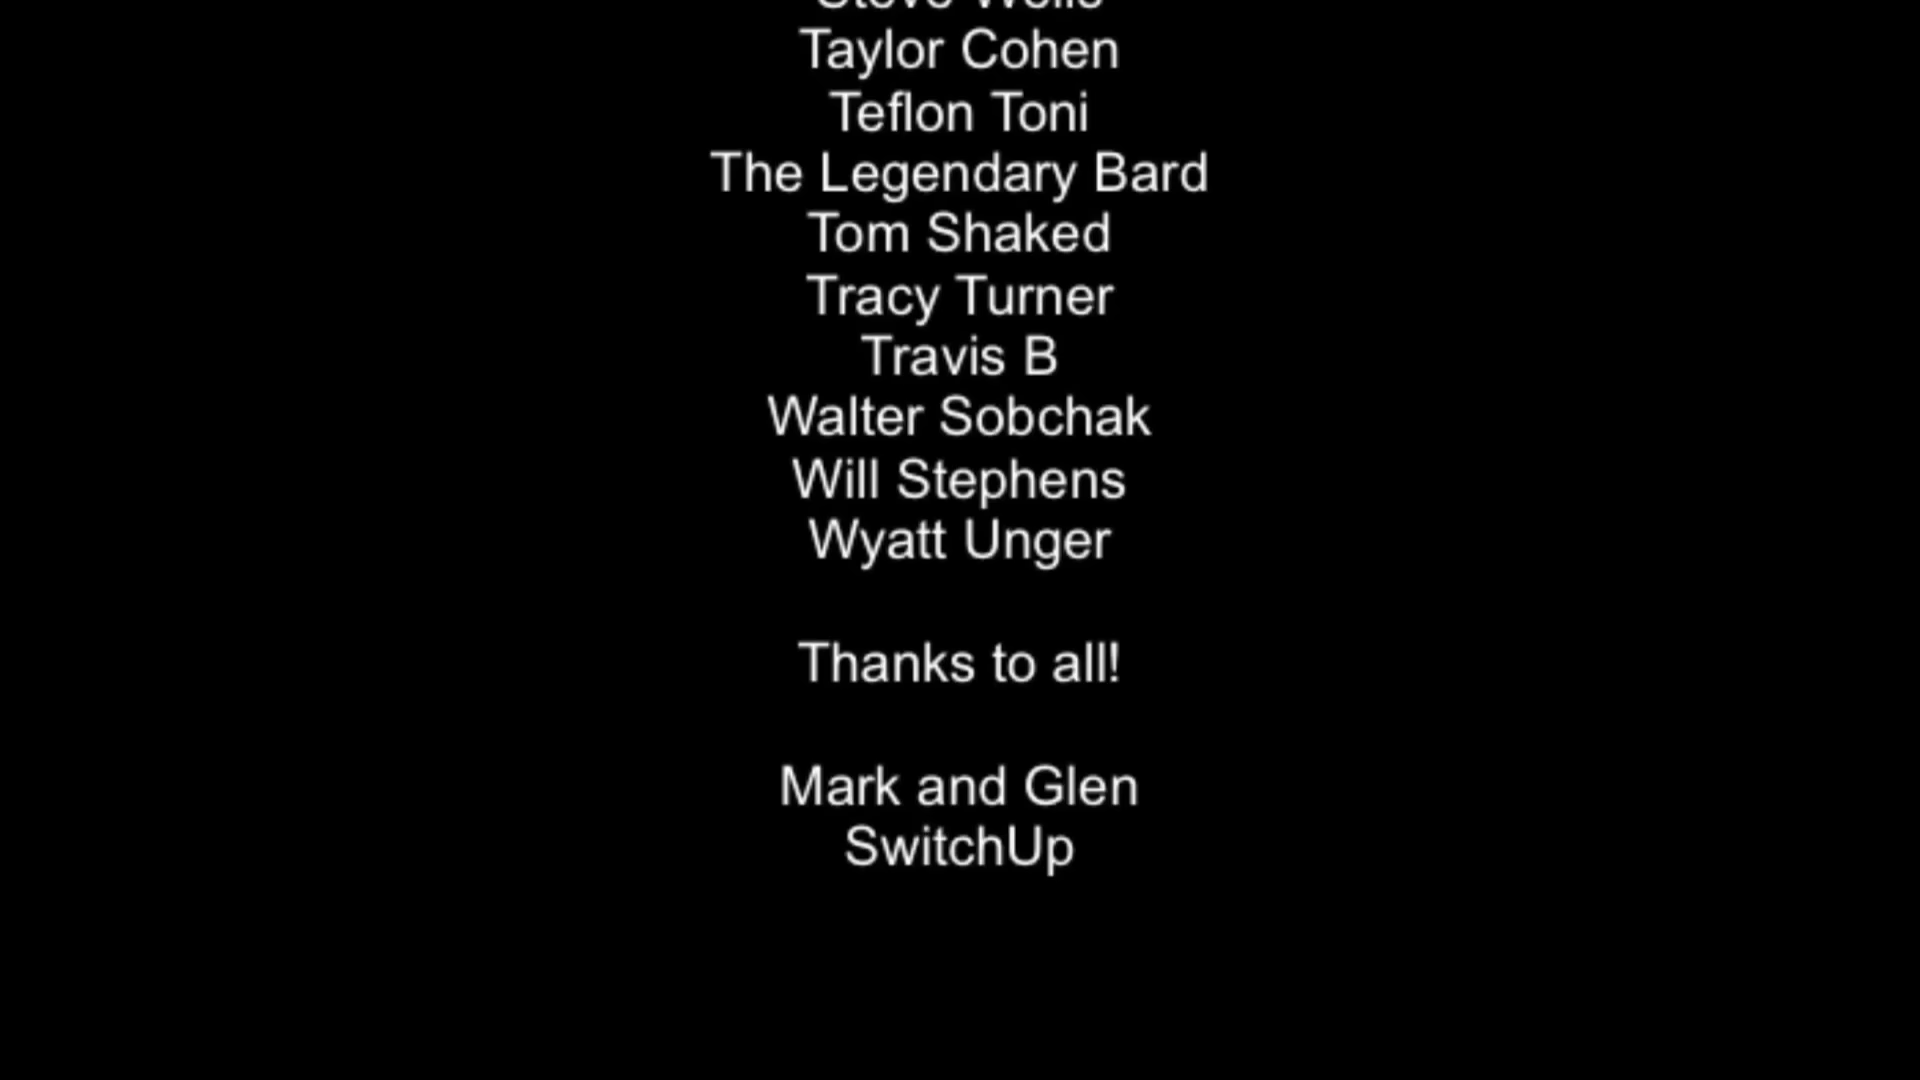 Taylor Cohen
Teflon Toni
The Legendary Bard
Tom Shaked
Tracy Turner
Travis B
Walter Sobchak
Will Stephens
Wyatt Unger
Thanks to all!
Mark and Glen
SwitchUp